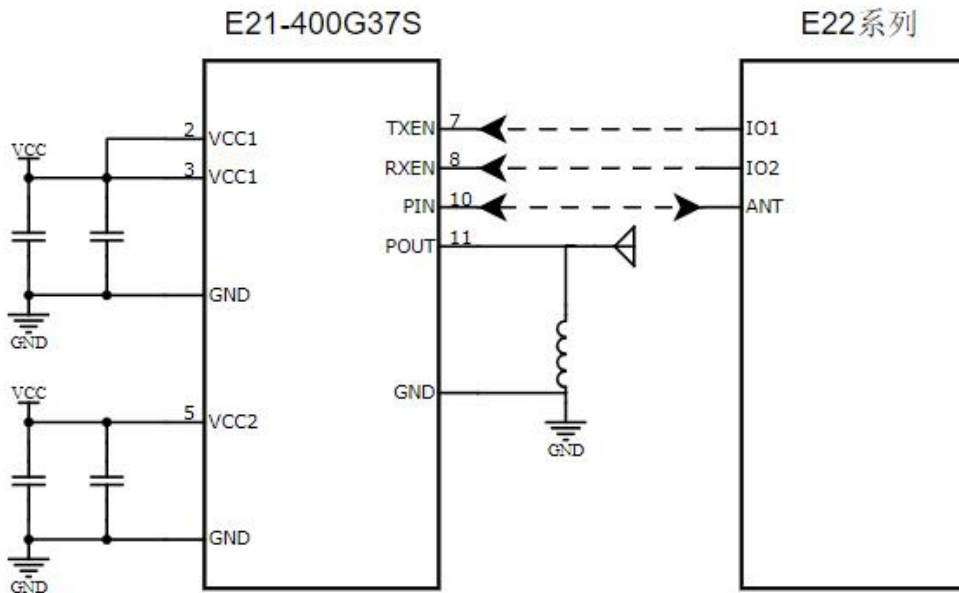 E21-400G37S
E22系列
TXEN 7 IO1
2 VCC1
VCC
RXEN 8 IO2
3 VCC1
PIN 10 ANT
POUT 11
GND
GND
VCC
GND
5 VCC2
GND
GND
GND